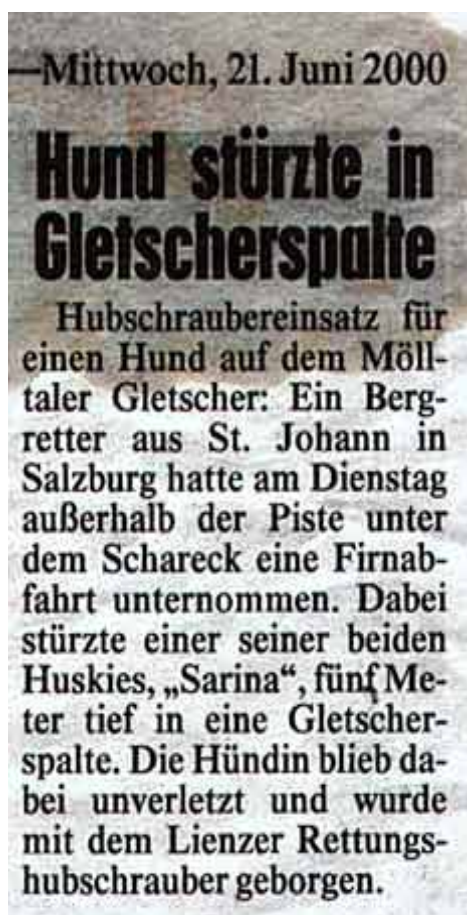 —Mittwoch, 21. Juni 2000
Hund stürzte in
Gletscherspalte
Hubschraubereinsatz für
einen Hund auf dem Möll-
taler Gletscher: Ein Berg-
retter aus St. Johann in
Salzburg hatte am Dienstag
außerhalb der Piste unter
dem Schareck eine Firnab-
fahrt unternommen. Dabei
stürzte einer seiner beiden
Huskies, „Sarina“, fünf Me-
ter tief in eine Gletscher-
spalte. Die Hündin blieb da-
bei unverletzt und wurde
mit dem Lienzer Rettungs-
hubschrauber geborgen.